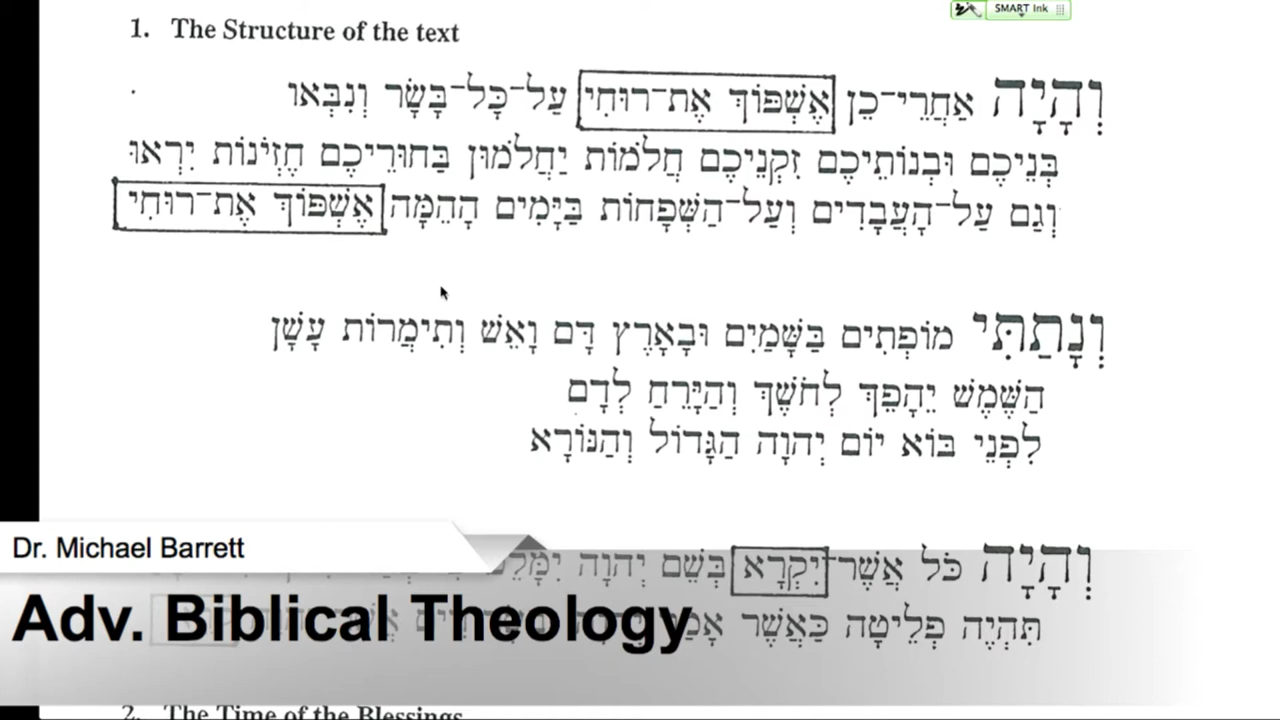 SMART Ink
1. The Structure of the text
וְהָיָה אַחֲרֵי־כֵן אֶשְׁפּוֹךְ אֶת־רוּחִי עַל־כָּל־בָּשָׂר וְנִבְּאוּ
בְּנֵיכֶם וּבְנוֹתֵיכֶם זִקְנֵיכֶם חֲלֹמוֹת יַחֲלֹמוּן בַּחוּרֵיכֶם חֶזְיֹנוֹת יִרְאוּ
וְגַם עַל־הָעֲבָדִים וְעַל־הַשְּׁפָחוֹת בַּיָּמִים הָהֵמָּה אֶשְׁפּוֹךְ אֶת־רוּחִי
וְנָתַתִּי מוֹפְתִים בַּשָּׁמַיִם וּבָאָרֶץ דָּם וָאֵשׁ וְתִימֲרוֹת עָשָׁן
הַשֶּׁמֶשׁ יֵהָפֵךְ לְחֹשֶׁךְ וְהַיָּרֵחַ לְדָם
לִפְנֵי בּוֹא יוֹם יְהוָה הַגָּדוֹל וְהַנּוֹרָא
וְהָיָה כֹּל אֲשֶׁר־יִקְרָא בְּשֵׁם יְהוָה
תִּהְיֶה פְלֵיטָה כַּאֲשֶׁר
Dr. Michael Barrett
Adv. Biblical Theology
2. The Time of the Blessings